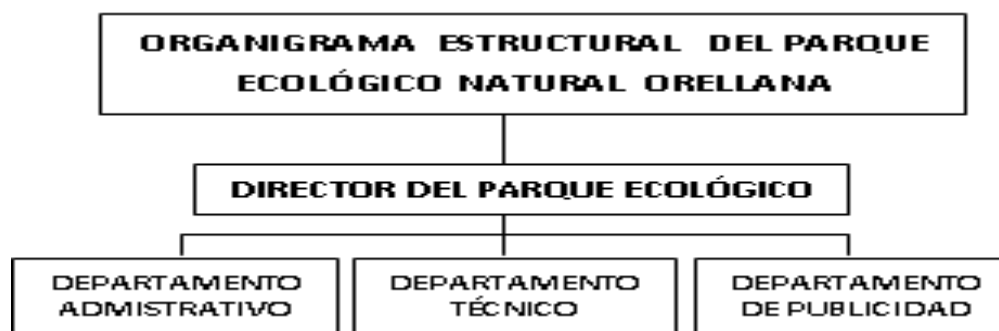 ORGANIGRAMA ESTRUCTURAL DEL PARQUE
ECOLÓGICO NATURAL ORELLANA
DIRECTOR DEL PARQUE ECOLÓGICO
DEPARTAMENTO
ADMISTRATIVO
DEPARTAMENTO
TÉCNICO
DEPARTAMENTO
DE PUBLICIDAD